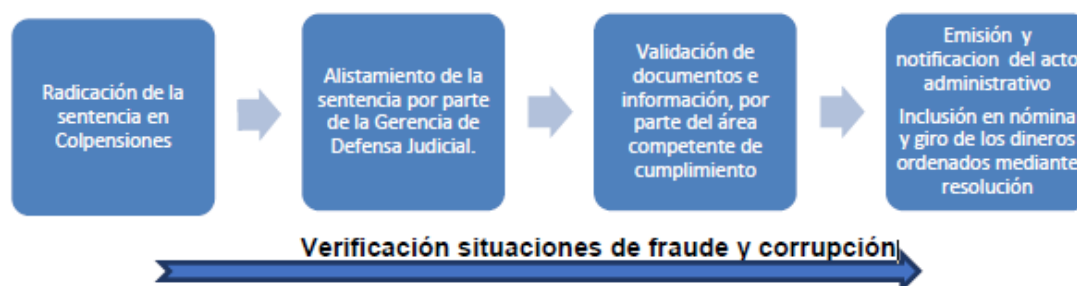 Radicación de la
sentencia en
Colpensiones
Alistamiento de la
sentencia por parte
de la Gerencia de
Defensa Judicial.
Validación de
documentos e
información, por
parte del área
competente de
cumplimiento
Emisión y
notificacion del acto
administrativo
Inclusión en nómina
y giro de los dineros
ordenados mediante
resolución
Verificación situaciones de fraude y corrupción